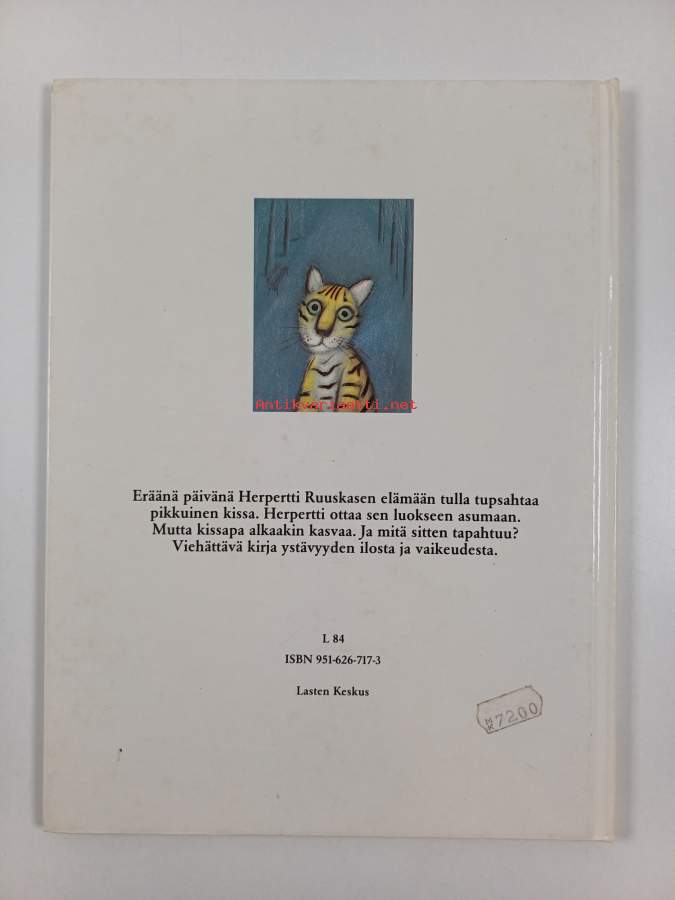 Antikvariaatti.net
Eräänä päivänä Herpertti Ruuskasen elämään tulla tupsahtaa
pikkuinen kissa. Herpertti ottaa sen luokseen asumaan.
Mutta kissapa alkaakin kasvaa. Ja mitä sitten tapahtuu?
Viehättävä kirja ystävyyden ilosta ja vaikeudesta.
L 84
ISBN 951-626-717-3
Lasten Keskus
MK 7200